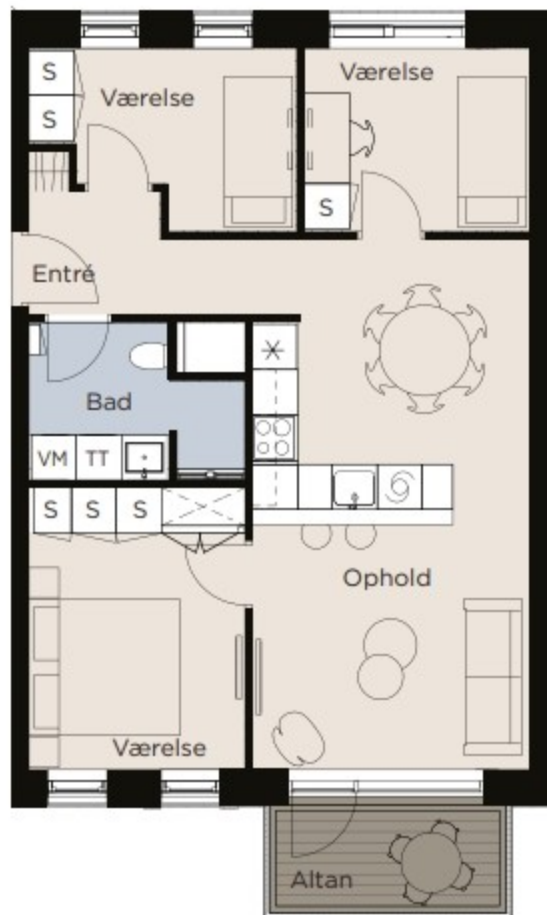 S
S
Værelse
Værelse
S
Entré
Bad
VM
TT
S
S
S
Ophold
Værelse
Altan